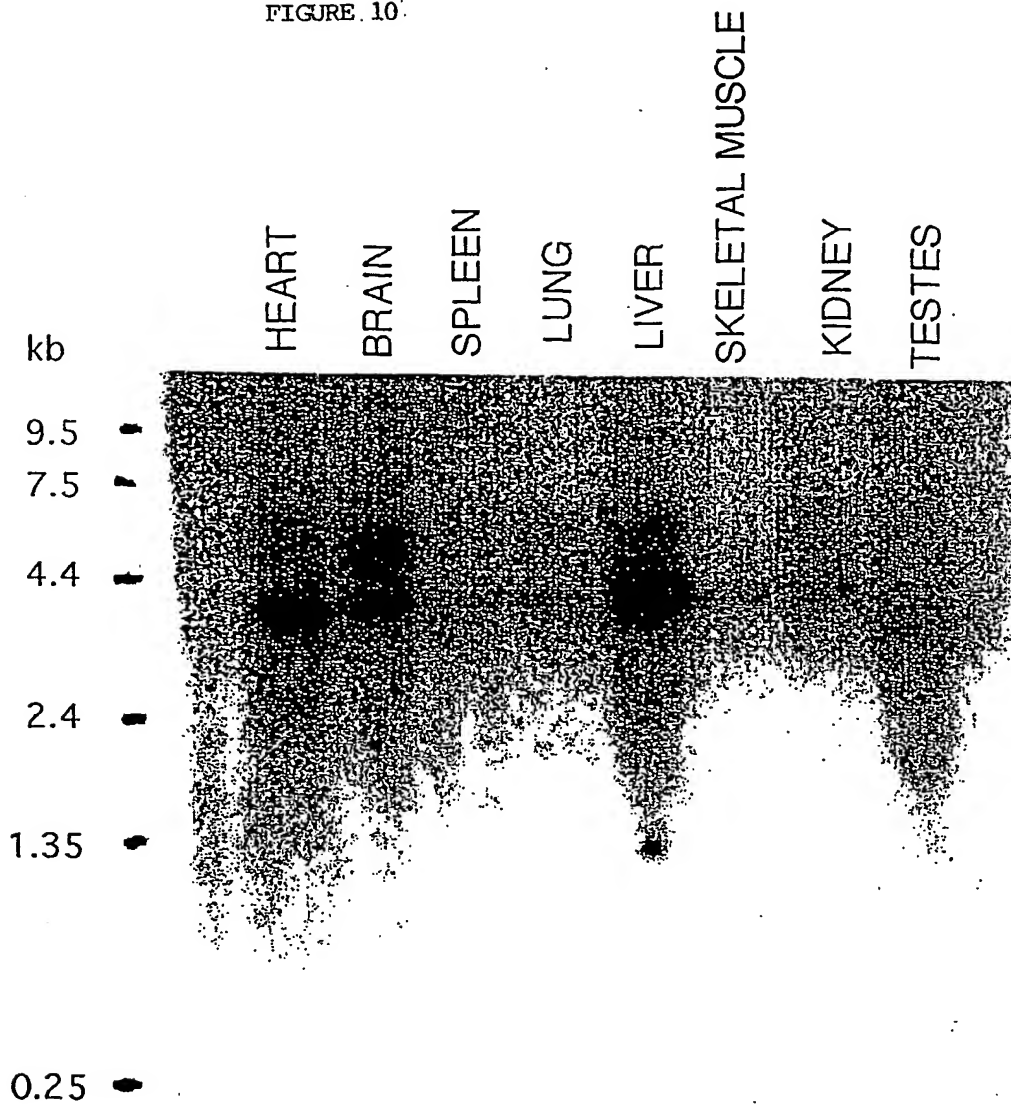 FIGURE. 10.
HEART
BRAIN
SPLEEN
LUNG
LIVER
SKELETAL MUSCLE
KIDNEY
TESTES
kb
9.5
7.5
4.4
2.4
1.35
0.25